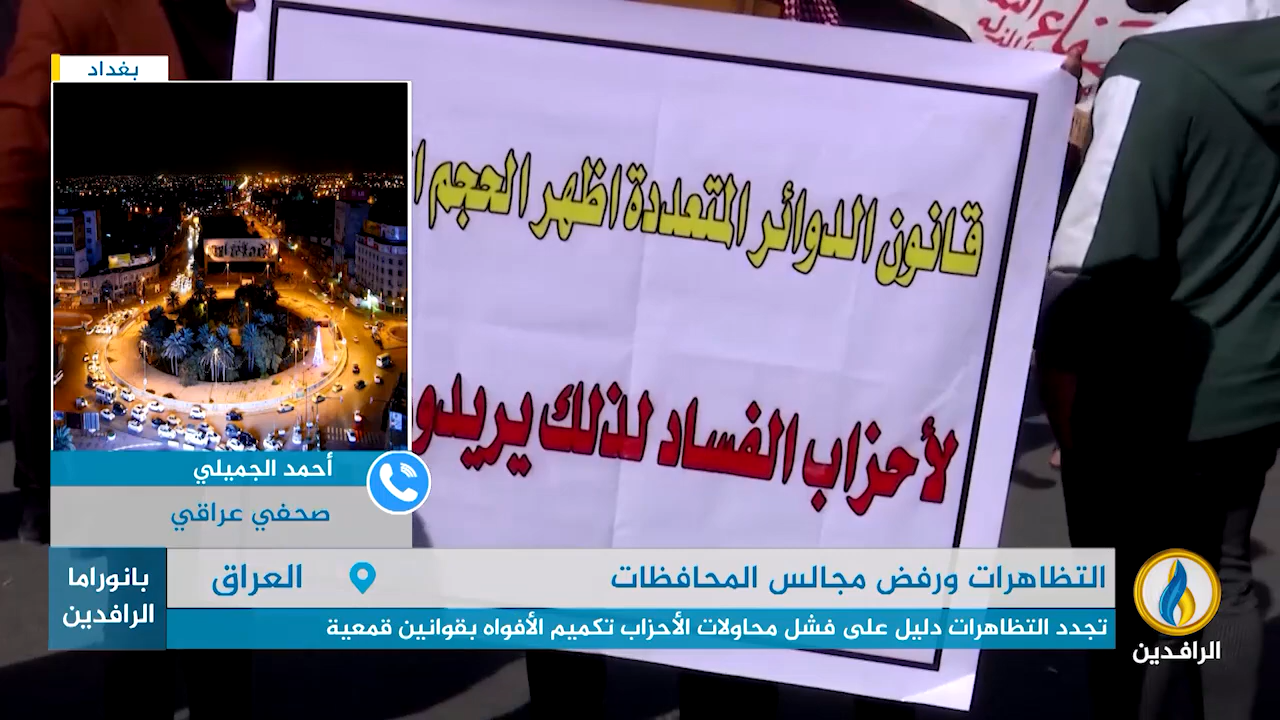 بغداد
قانون الدوائر المتعددة اظهر الحجم
لأحزاب الفساد لذلك يريدو
أحمد الجميلي
صحفي عراقي
التظاهرات ورفض مجالس المحافظات
العراق
بانوراما
الرافدين
تجدد التظاهرات دليل على فشل محاولات الأحزاب تكميم الأفواه بقوانين قمعية
الرافدين